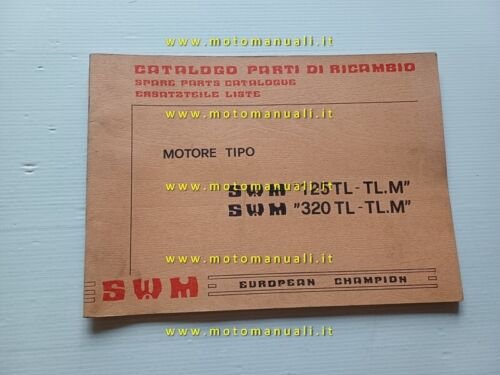 www.motomanuali.it
CATALOGO PARTI DI RICAMBIO
SPARE PARTS CATALOGUE
ERSATZTEILE LISTE
www.motomanuali.it
MOTORE TIPO
www.motomanuali.it
SWM "125 TL - TL.M"
SWM "320 TL - TL.M"
www.motomanuali.it
SWM EUROPEAN CHAMPION
www.motomanuali.it